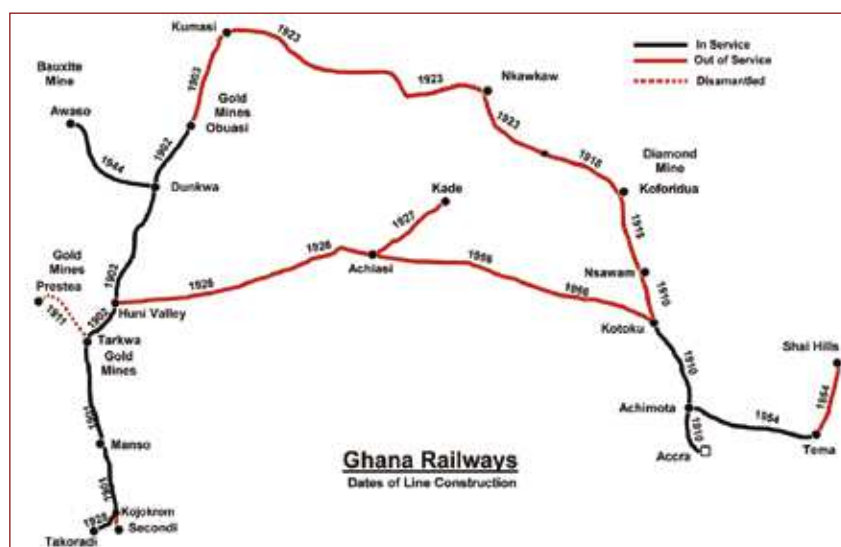 Kumasi
1923
In Service
Out of Service
Disamantled
Bauxite
Mine
1903
1923
Nkawkaw
Awaso
Gold
Mines
Obuasi
1923
1902
1944
1918
Diamond
Mine
Dunkwa
Kade
Koforidua
1927
1915
1926
Gold
Mines
Prestea
1902
Achiasi
1956
Nsawam
1926
1956
1910
1911
1902
Huni Valley
Kotoku
Tarkwa
Gold
Mines
1910
Shai Hills
1954
1901
Achimota
1954
1910
Manso
Tema
Accra
Ghana Railways
Dates of Line Construction
1901
Kojokrom
1928
Secondi
Takoradi